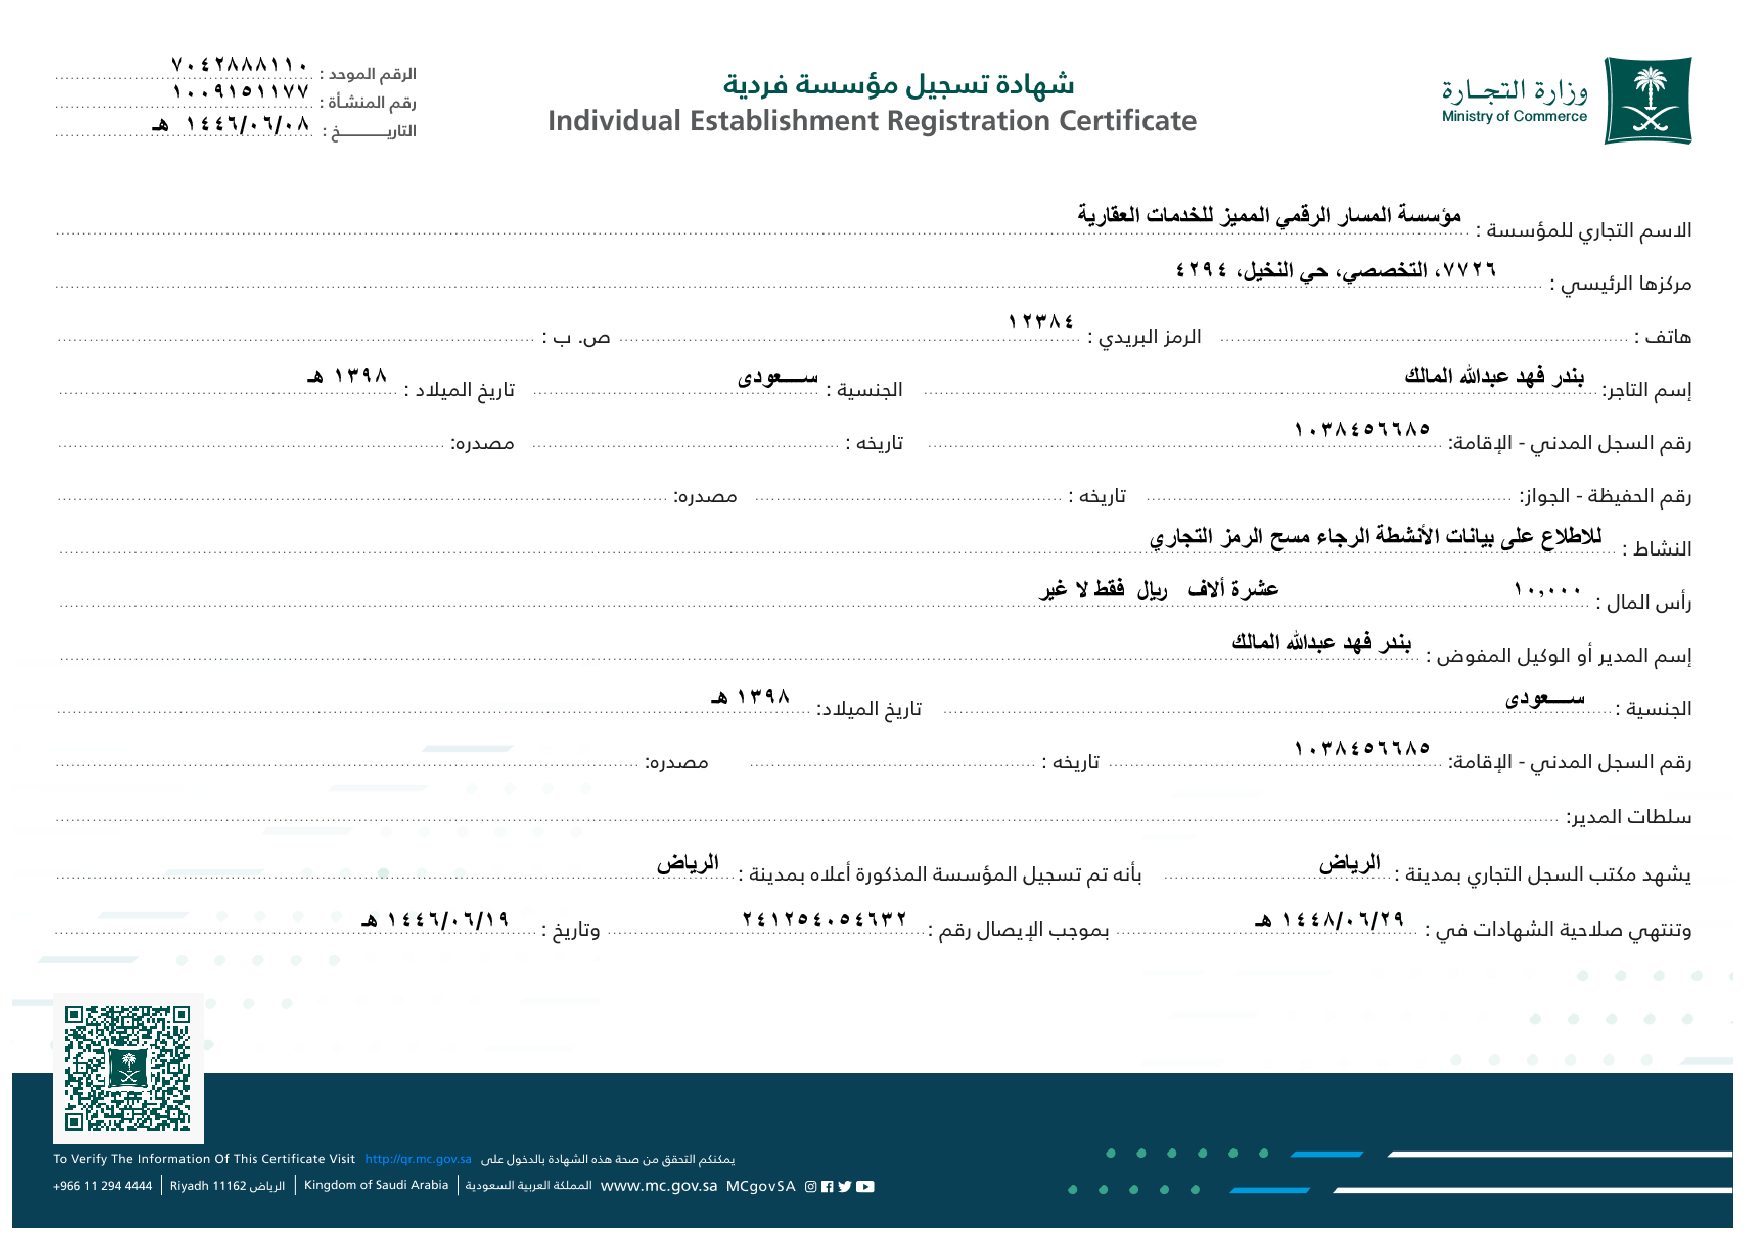 وزارة التجارة
Ministry of Commerce
شهادة تسجيل مؤسسة فردية
Individual Establishment Registration Certificate
الرقم الموحد : ٧٠٤٢٨٨٨١١٠
رقم المنشأة : ١٠٠٩١٥١١٧٧
التاريـــــــخ : ١٤٤٦/٠٦/٠٨ هـ
الاسم التجاري للمؤسسة : مؤسسة المسار الرقمي المميز للخدمات العقارية
مركزها الرئيسي : ٧٧٢٦، التخصصي، حي النخيل، ٤٢٩٤
هاتف : الرمز البريدي : ١٢٣٨٤ ص. ب :
إسم التاجر: بندر فهد عبدالله المالك الجنسية : ســـعودى تاريخ الميلاد : ١٣٩٨ هـ
رقم السجل المدني - الإقامة: ١٠٣٨٤٥٦٦٨٥ تاريخه : مصدره:
رقم الحفيظة - الجواز: تاريخه : مصدره:
النشاط : للاطلاع على بيانات الأنشطة الرجاء مسح الرمز التجاري
رأس المال : ١٠,٠٠٠ عشرة ألاف ريال فقط لا غير
إسم المدير أو الوكيل المفوض : بندر فهد عبدالله المالك
الجنسية : ســـعودى تاريخ الميلاد: ١٣٩٨ هـ
رقم السجل المدني - الإقامة: ١٠٣٨٤٥٦٦٨٥ تاريخه : مصدره:
سلطات المدير:
يشهد مكتب السجل التجاري بمدينة : الرياض بأنه تم تسجيل المؤسسة المذكورة أعلاه بمدينة : الرياض
وتنتهي صلاحية الشهادات في : ١٤٤٨/٠٦/٢٩ هـ بموجب الإيصال رقم : ٢٤١٢٥٤٠٥٤٦٣٢ وتاريخ : ١٤٤٦/٠٦/١٩ هـ
To Verify The Information Of This Certificate Visit http://qr.mc.gov.sa يمكنكم التحقق من صحة هذه الشهادة بالدخول على
+966 11 294 4444 | Riyadh 11162 الرياض | Kingdom of Saudi Arabia | المملكة العربية السعودية www.mc.gov.sa MCgovSA